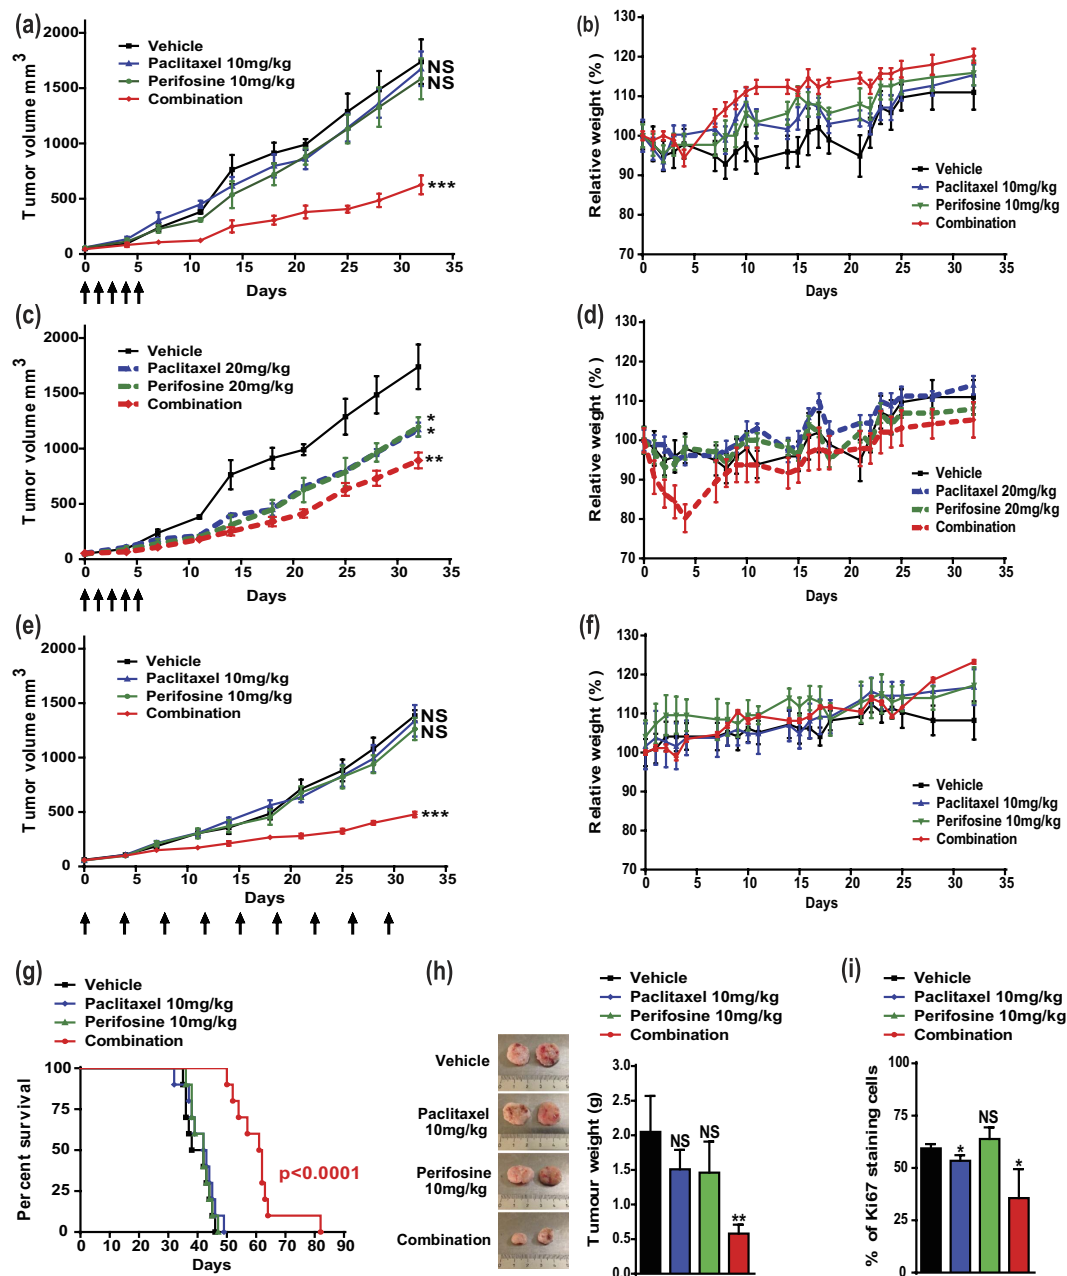 (a)
Tumor volume mm3
2000
1500
1000
500
0
Vehicle
Paclitaxel 10mg/kg
Perifosine 10mg/kg
Combination
NS
NS
***
0 5 10 15 20 25 30 35
Days
(b)
Relative weight (%)
130
120
110
100
90
80
70
Vehicle
Paclitaxel 10mg/kg
Perifosine 10mg/kg
Combination
0 5 10 15 20 25 30 35
Days
(c)
Tumor volume mm3
2000
1500
1000
500
0
Vehicle
Paclitaxel 20mg/kg
Perifosine 20mg/kg
Combination
*
*
**
0 5 10 15 20 25 30 35
Days
(d)
Relative weight (%)
130
120
110
100
90
80
70
Vehicle
Paclitaxel 20mg/kg
Perifosine 20mg/kg
Combination
0 5 10 15 20 25 30 35
Days
(e)
Tumor volume mm3
2000
1500
1000
500
0
Vehicle
Paclitaxel 10mg/kg
Perifosine 10mg/kg
Combination
NS
NS
***
0 5 10 15 20 25 30 35
Days
(f)
Relative weight (%)
130
120
110
100
90
80
70
Vehicle
Paclitaxel 10mg/kg
Perifosine 10mg/kg
Combination
0 5 10 15 20 25 30 35
Days
(g)
Vehicle
Paclitaxel 10mg/kg
Perifosine 10mg/kg
Combination
Per cent survival
100
75
50
25
0
p<0.0001
0 10 20 30 40 50 60 70 80 90
Days
(h)
Vehicle
Paclitaxel
10mg/kg
Perifosine
10mg/kg
Combination
Vehicle
Paclitaxel 10mg/kg
Perifosine 10mg/kg
Combination
Tumour weight (g)
3.0
2.5
2.0
1.5
1.0
0.5
0.0
NS
NS
**
(i)
Vehicle
Paclitaxel 10mg/kg
Perifosine 10mg/kg
Combination
% of Ki67 staining cells
100
75
50
25
0
*
NS
*